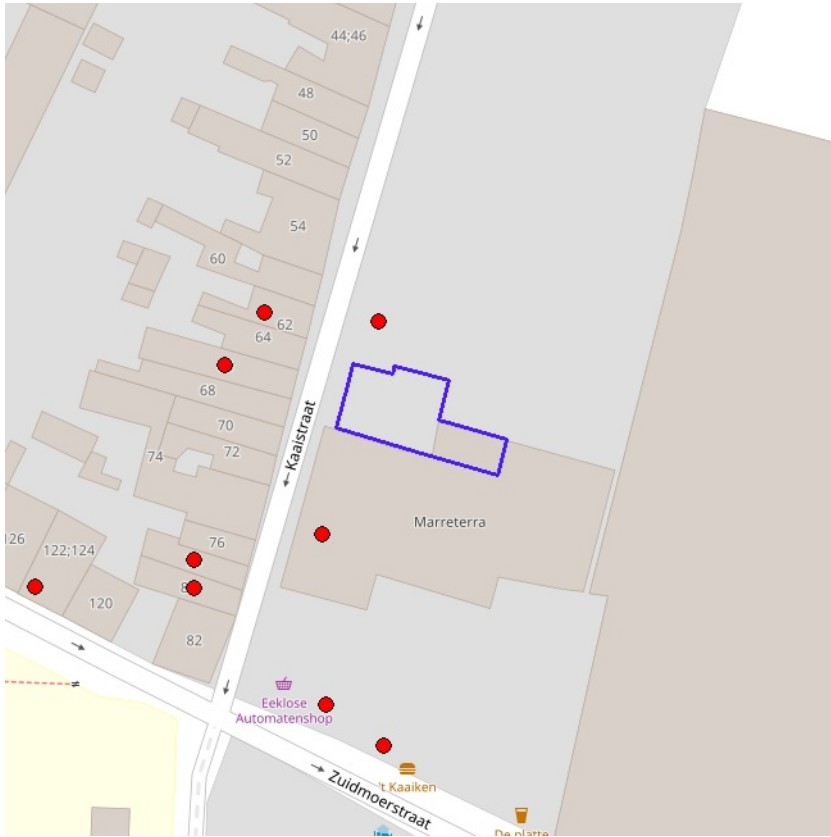 44;46
48
50
52
54
60
62
64
68
70
72
74
Kaaistraat
Marreterra
76
126
122;124
120
82
Eeklose
Automatenshop
't Kaaiken
Zuidmoerstraat
De platte